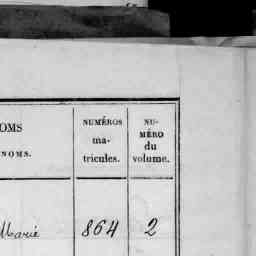 OMS
NOMS.
NUMÉROS
ma-
tricules.
NU-
MÉRO
du
volume.
Marie 864 2